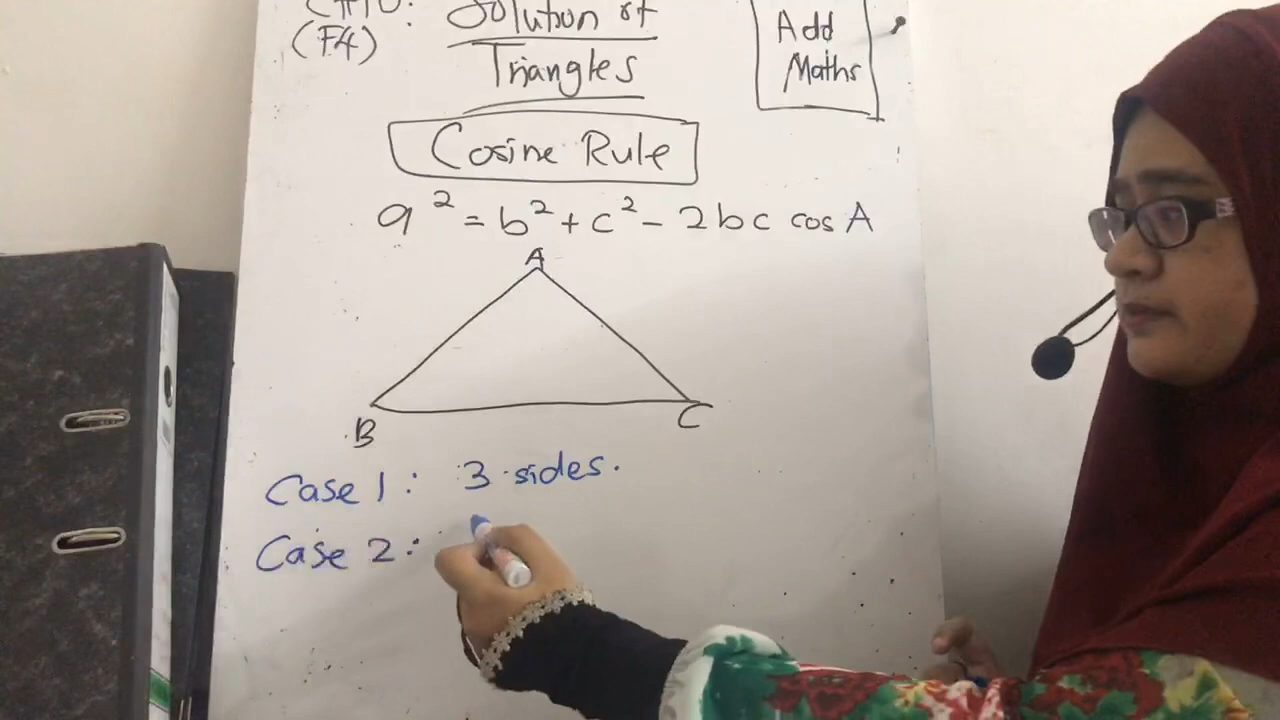 Solution of
(F4)
Triangles
Add
Maths
Cosine Rule
a² = b² + c² - 2bc cos A
A
B
C
Case 1: 3 sides.
Case 2: